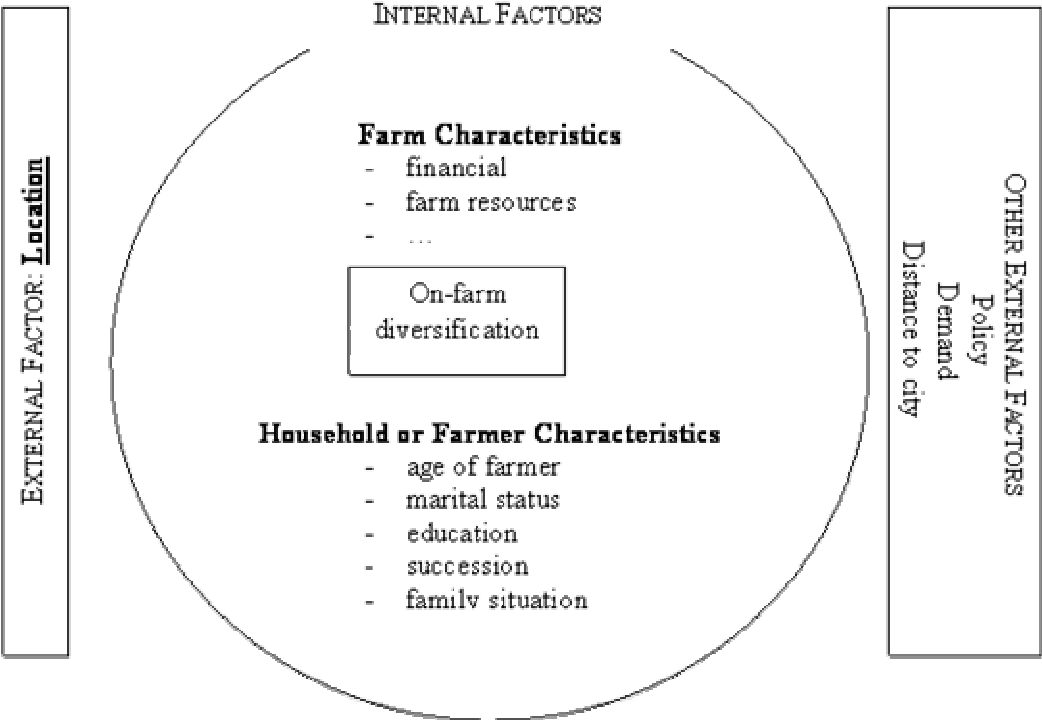 INTERNAL FACTORS
EXTERNAL FACTOR: Location
Farm Characteristics
- financial
- farm resources
- ...
On-farm
diversification
Household or Farmer Characteristics
- age of farmer
- marital status
- education
- succession
- family situation
OTHER EXTERNAL FACTORS
Policy
Demand
Distance to city